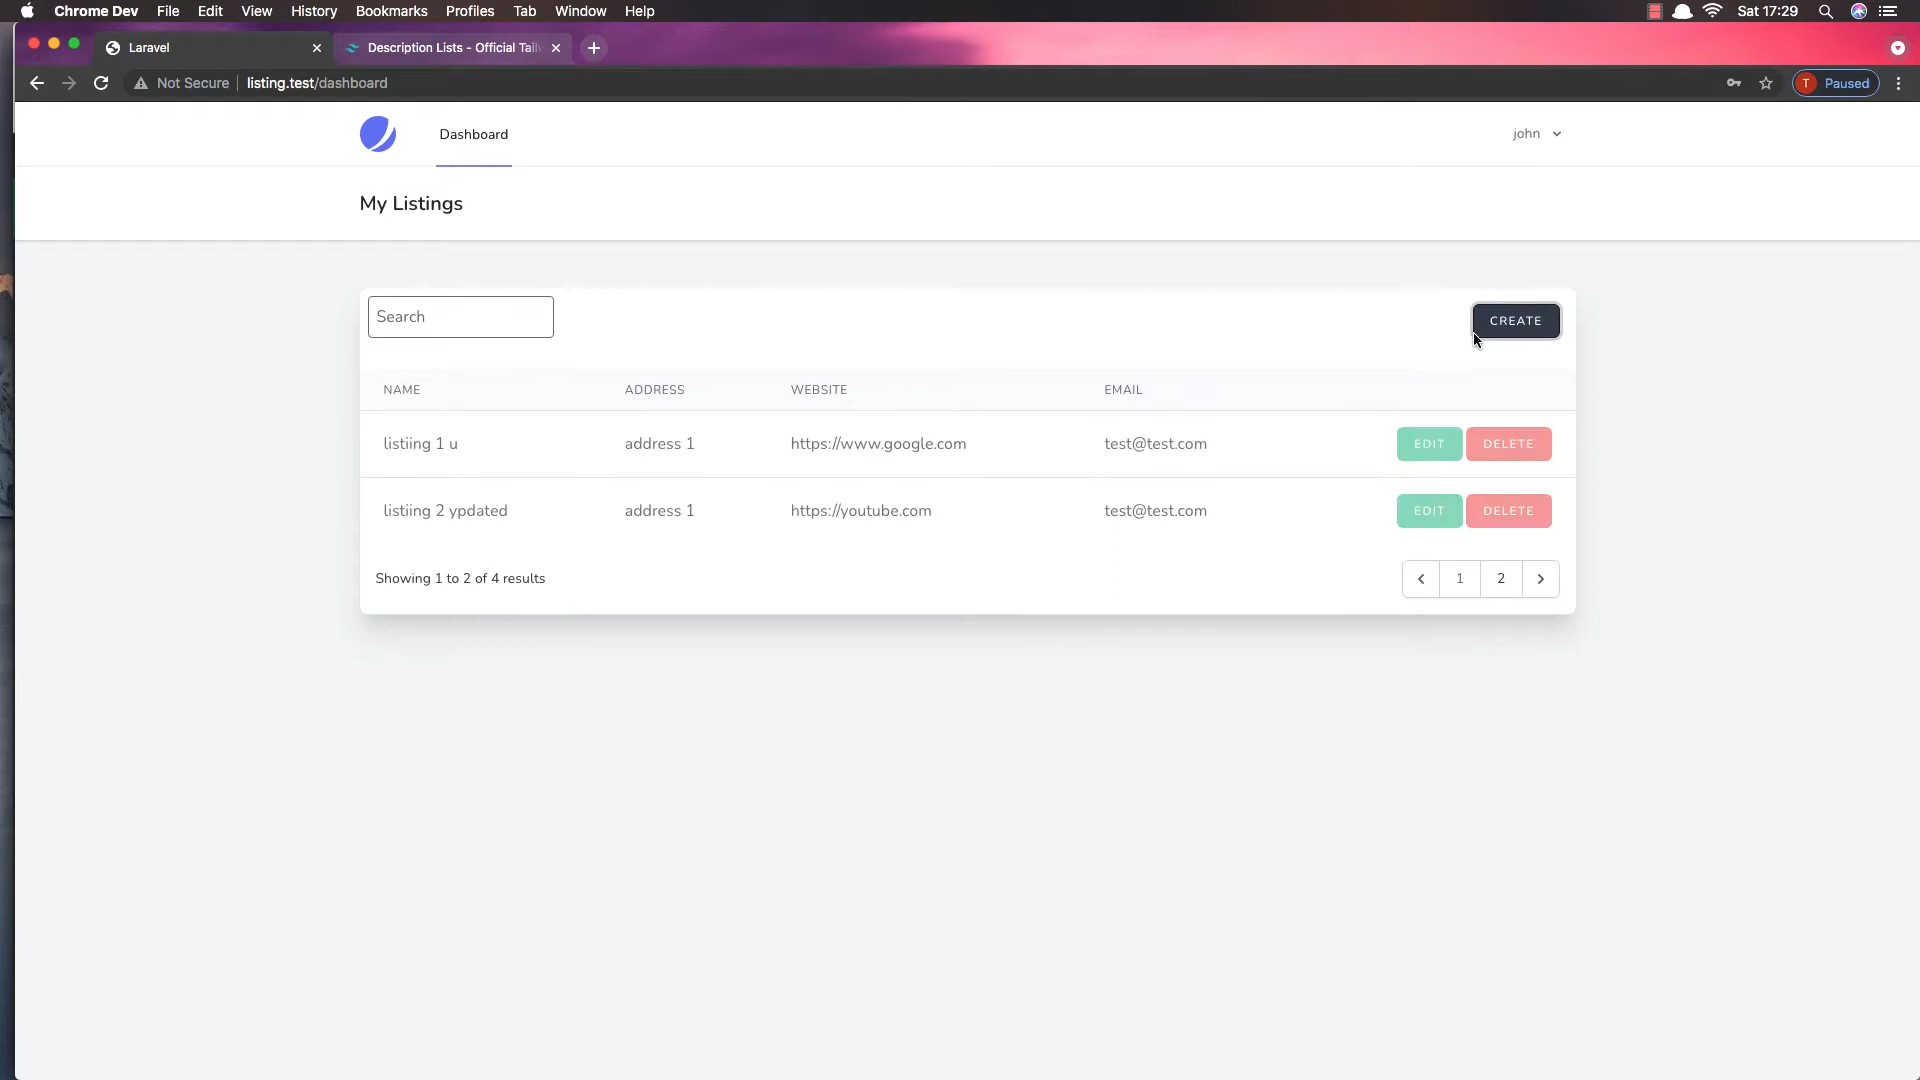 Chrome Dev File Edit View History Bookmarks Profiles Tab Window Help Sat 17:29
Laravel Description Lists - Official Tail
Not Secure listing.test/dashboard T Paused
Dashboard john
My Listings
Search CREATE
NAME ADDRESS WEBSITE EMAIL
listiing 1 u address 1 https://www.google.com test@test.com EDIT DELETE
listiing 2 ypdated address 1 https://youtube.com test@test.com EDIT DELETE
Showing 1 to 2 of 4 results 1 2